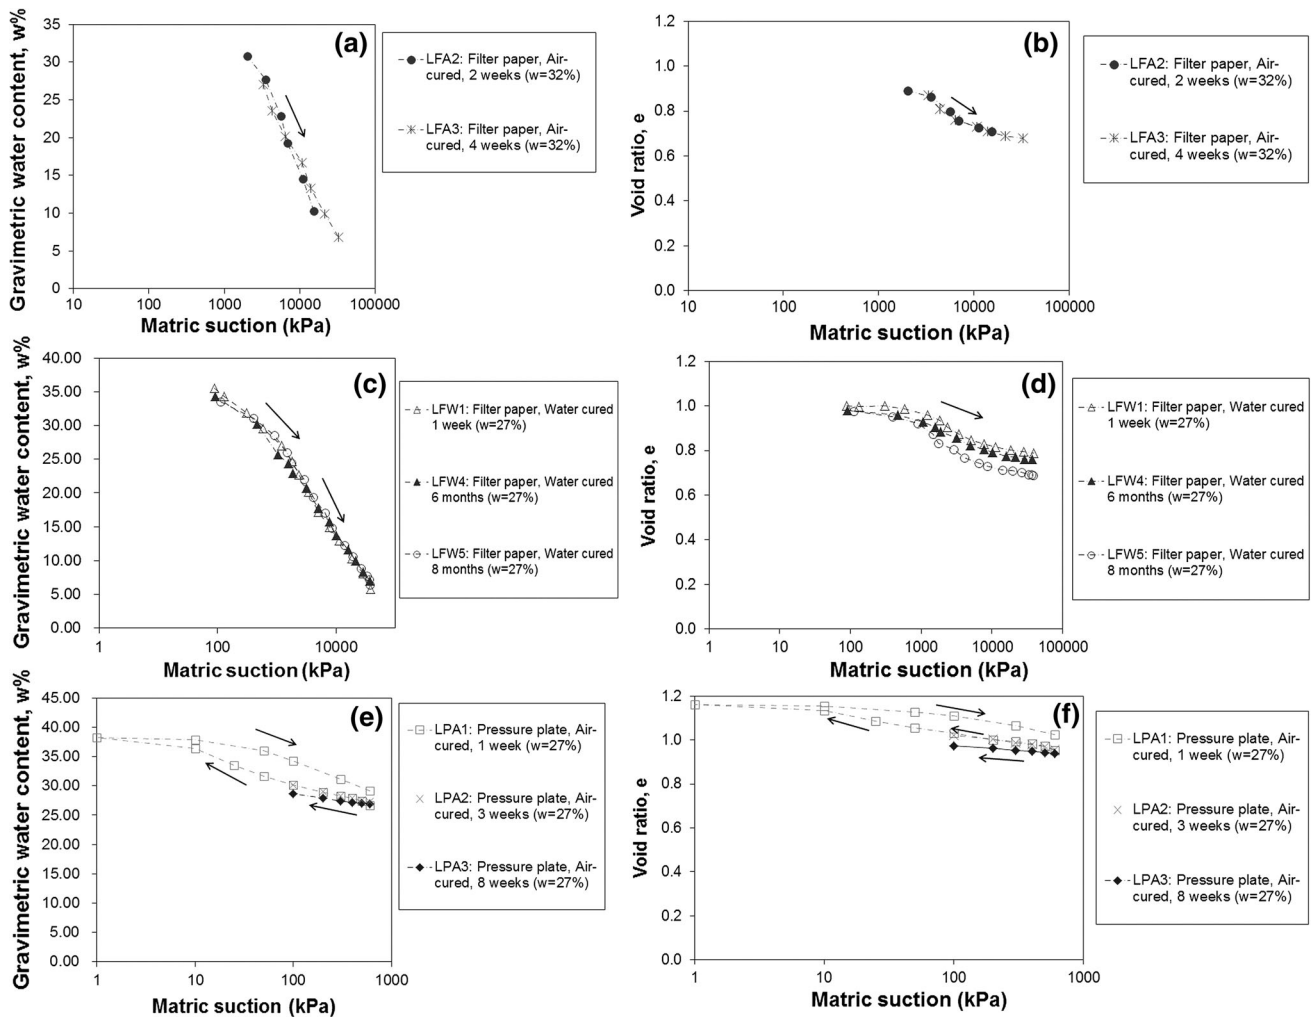 Gravimetric water content, w%
35
30
25
20
15
10
5
0
10
100
1000
10000
100000
Matric suction (kPa)
(a)
LFA2: Filter paper, Air-
cured, 2 weeks (w=32%)
LFA3: Filter paper, Air-
cured, 4 weeks (w=32%)
Void ratio, e
1.2
1.0
0.8
0.6
0.4
0.2
0.0
10
100
1000
10000
100000
Matric suction (kPa)
(b)
LFA2: Filter paper, Air-
cured, 2 weeks (w=32%)
LFA3: Filter paper, Air-
cured, 4 weeks (w=32%)
Gravimetric water content, w%
40.00
35.00
30.00
25.00
20.00
15.00
10.00
5.00
0.00
1
100
10000
Matric suction (kPa)
(c)
LFW1: Filter paper, Water cured
1 week (w=27%)
LFW4: Filter paper, Water cured
6 months (w=27%)
LFW5: Filter paper, Water cured
8 months (w=27%)
Void ratio, e
1.2
1.0
0.8
0.6
0.4
0.2
0.0
1
10
100
1000
10000
100000
Matric suction (kPa)
(d)
LFW1: Filter paper, Water cured
1 week (w=27%)
LFW4: Filter paper, Water cured
6 months (w=27%)
LFW5: Filter paper, Water cured
8 months (w=27%)
Gravimetric water content, w%
45.00
40.00
35.00
30.00
25.00
20.00
15.00
10.00
5.00
0.00
1
10
100
1000
Matric suction (kPa)
(e)
LPA1: Pressure plate, Air-
cured, 1 week (w=27%)
LPA2: Pressure plate, Air-
cured, 3 weeks (w=27%)
LPA3: Pressure plate, Air-
cured, 8 weeks (w=27%)
Void ratio, e
1.2
1.0
0.8
0.6
0.4
0.2
0.0
1
10
100
1000
Matric suction (kPa)
(f)
LPA1: Pressure plate, Air-
cured, 1 week (w=27%)
LPA2: Pressure plate, Air-
cured, 3 weeks (w=27%)
LPA3: Pressure plate, Air-
cured, 8 weeks (w=27%)